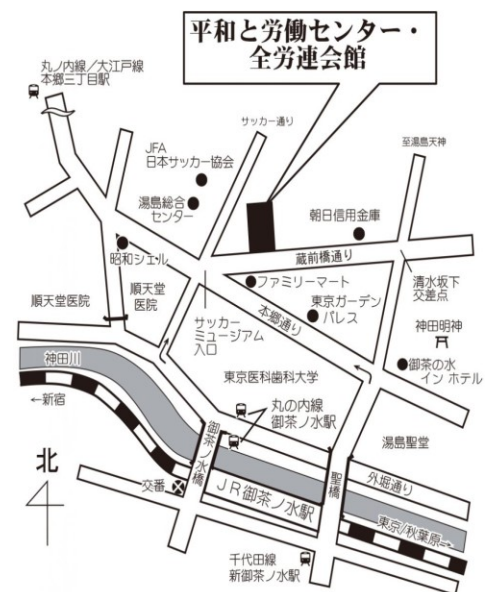 平和と労働センター・
全労連会館
丸ノ内線/大江戸線
本郷三丁目駅
サッカー通り
至湯島天神
JFA
日本サッカー協会
湯島総合
センター
朝日信用金庫
昭和シェル
蔵前橋通り
順天堂医院
順天堂
医院
ファミリーマート
清水坂下
交差点
本郷通り
東京ガーデン
パレス
サッカー
ミュージアム
入口
神田明神
神田川
東京医科歯科大学
御茶の水
イン ホテル
←新宿
丸の内線
御茶ノ水駅
湯島聖堂
御茶ノ水橋
北
交番
JR御茶ノ水駅
聖橋
外堀通り
東京/秋葉原→
千代田線
新御茶ノ水駅